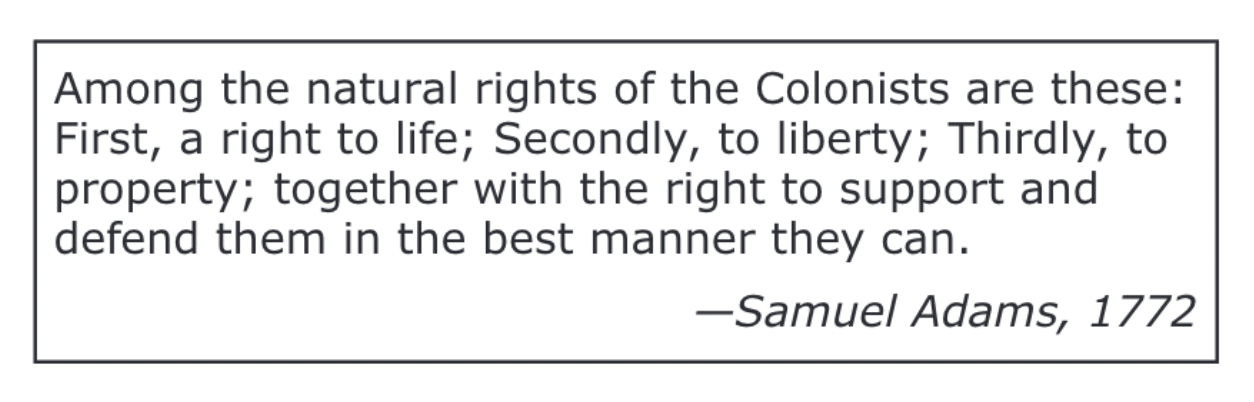 Among the natural rights of the Colonists are these:
First, a right to life; Secondly, to liberty; Thirdly, to
property; together with the right to support and
defend them in the best manner they can.
—Samuel Adams, 1772